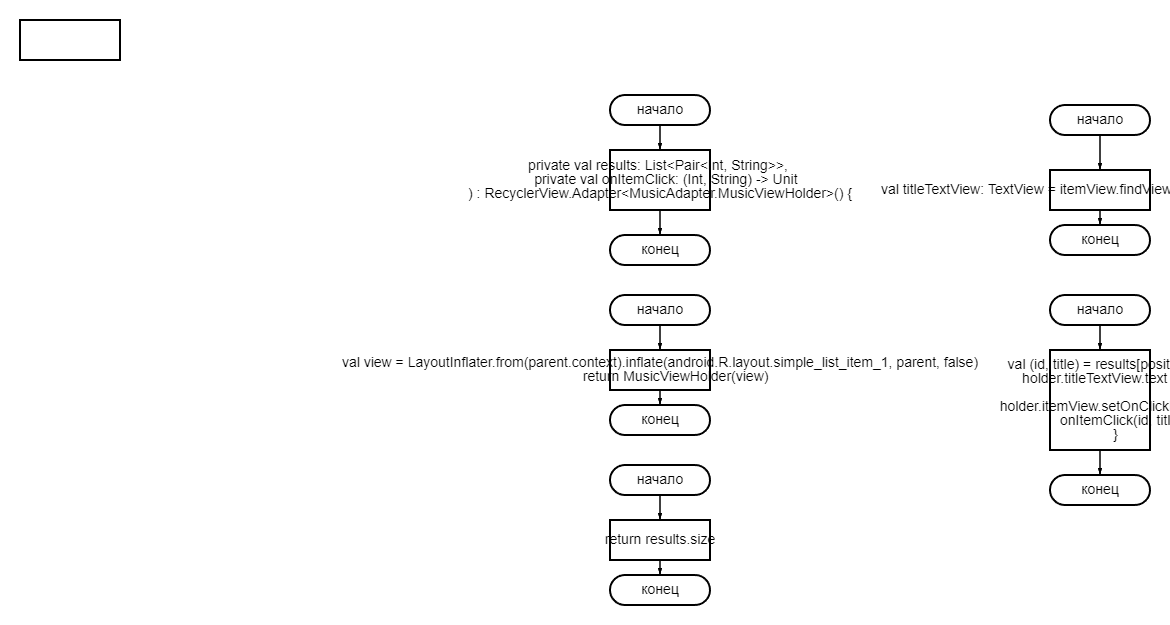 начало
private val results: List<Pair<Int, String>>,
private val onItemClick: (Int, String) -> Unit
) : RecyclerView.Adapter<MusicAdapter.MusicViewHolder>() {
конец
начало
val titleTextView: TextView = itemView.findView
конец
начало
val view = LayoutInflater.from(parent.context).inflate(android.R.layout.simple_list_item_1, parent, false)
return MusicViewHolder(view)
конец
начало
val (id, title) = results[posit
holder.titleTextView.text
holder.itemView.setOnClick
onItemClick(id, titl
}
конец
начало
return results.size
конец